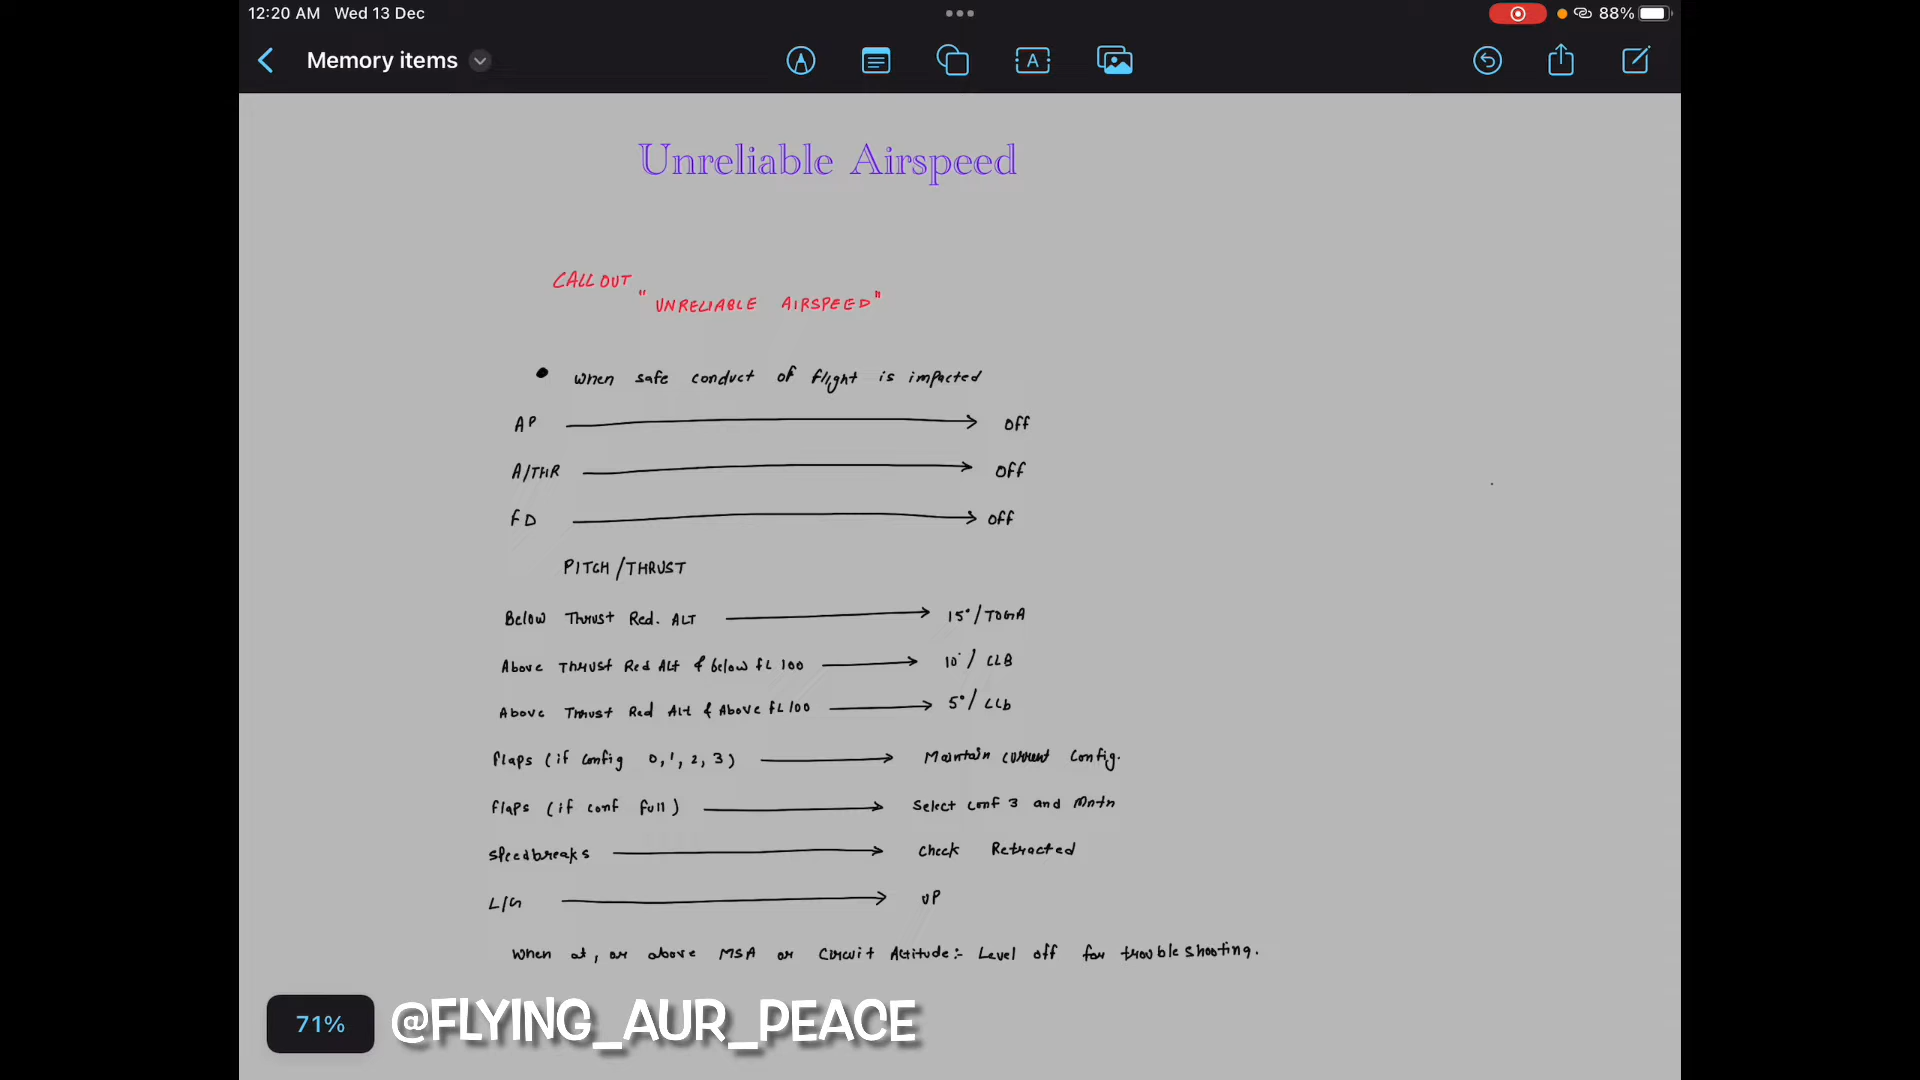 12:20 AM Wed 13 Dec
88%
Memory items
Unreliable Airspeed
CALL OUT
"UNRELIABLE AIRSPEED"
• When safe conduct of flight is impacted
AP → Off
A/THR → Off
FD → Off
PITCH/THRUST
Below Thrust Red. ALT → 15°/TOGA
Above Thrust Red Alt & below FL 100 → 10°/ CLB
Above Thrust Red Alt & Above FL 100 → 5°/ CLb
flaps (if config 0, 1, 2, 3) → Maintain current Config.
flaps (if conf full) → Select conf 3 and Mntn
Speedbreaks → Check Retracted
L/G → UP
When at, or above MSA or Circuit Altitude:- Level off for trouble shooting.
71%
@FLYING_AUR_PEACE